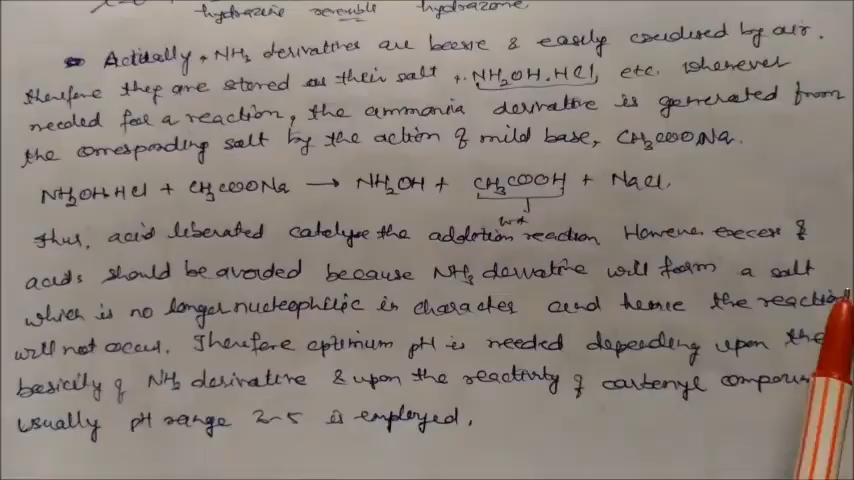 hydrazine hydrazone
Actually, NH3 derivatives are basic & easily oxidised by air.
therefore they are stored as their salt . NH2OH.HCl, etc. whenever
needed for a reaction, the ammonia derivative is generated from
the corresponding salt by the action of mild base, CH3COONa.
NH2OH.HCl + CH3COONa → NH2OH + CH3COOH + NaCl.
Thus, acid liberated catalyse the addition reaction. However excess of
acids should be avoided because NH3 derivative will form a salt
which is no longer nucleophilic in character and hence the reaction
will not occur. Therefore optimum pH is needed depending upon the
basicity of NH3 derivative & upon the reactivity of carbonyl
usually pH range 2-5 is employed.